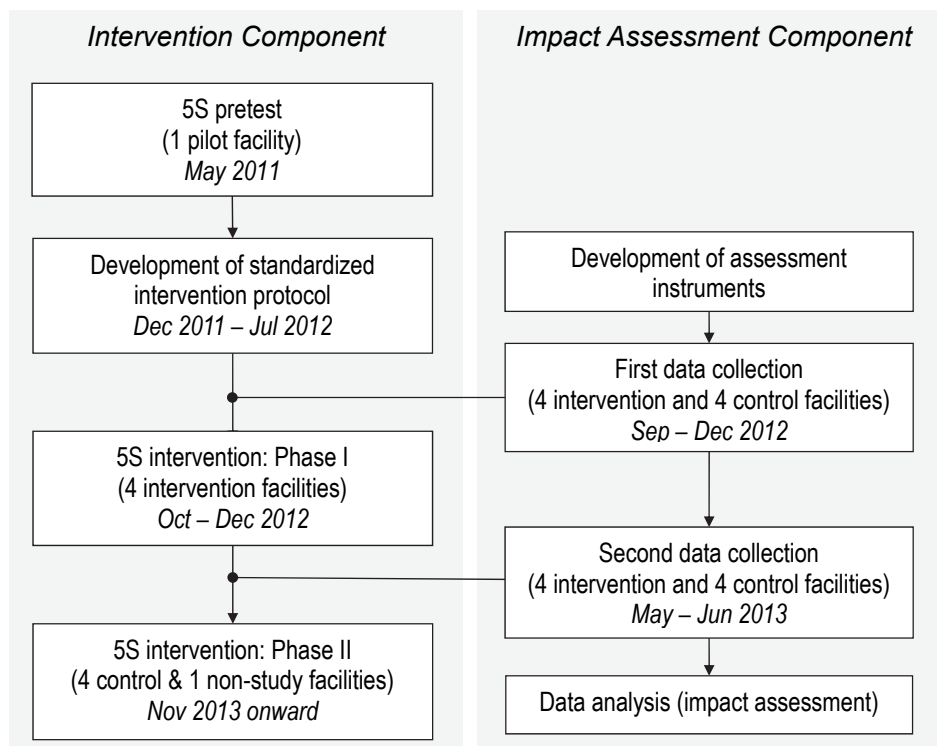 Intervention Component
5S pretest
(1 pilot facility)
May 2011
Development of standardized
intervention protocol
Dec 2011 – Jul 2012
5S intervention: Phase I
(4 intervention facilities)
Oct – Dec 2012
5S intervention: Phase II
(4 control & 1 non-study facilities)
Nov 2013 onward
Impact Assessment Component
Development of assessment
instruments
First data collection
(4 intervention and 4 control facilities)
Sep – Dec 2012
Second data collection
(4 intervention and 4 control facilities)
May – Jun 2013
Data analysis (impact assessment)